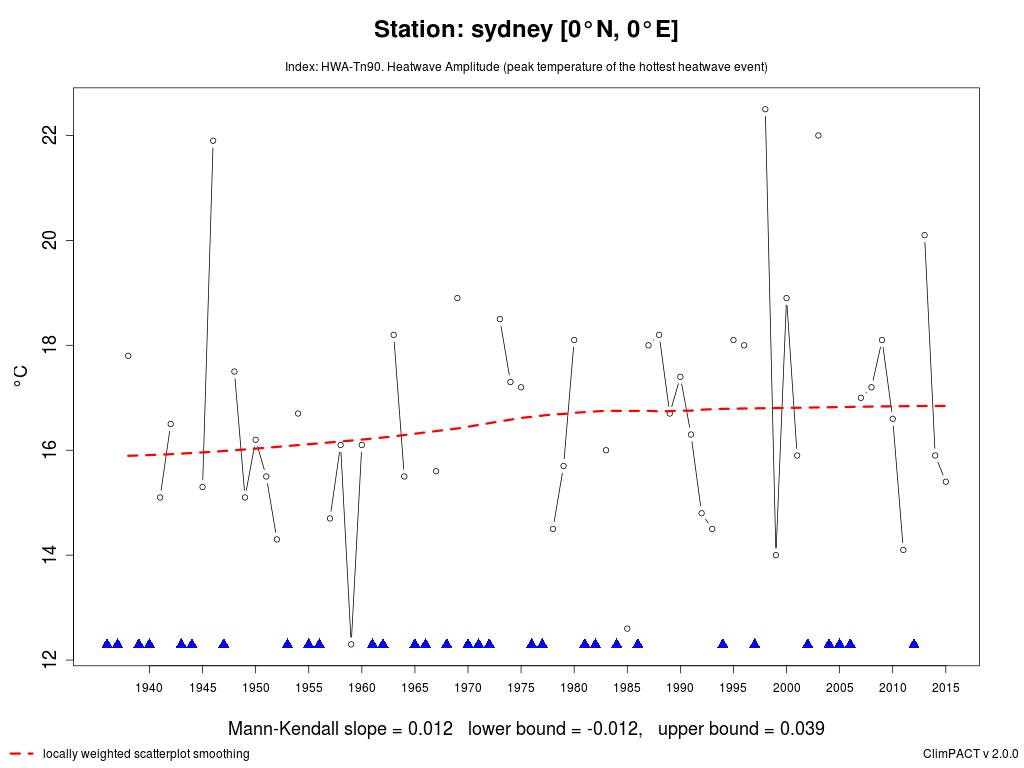 Station: sydney [0°N, 0°E]
Index: HWA-Tn90. Heatwave Amplitude (peak temperature of the hottest heatwave event)
°C
22
20
18
16
14
12
1940 1945 1950 1955 1960 1965 1970 1975 1980 1985 1990 1995 2000 2005 2010 2015
Mann-Kendall slope = 0.012 lower bound = -0.012, upper bound = 0.039
locally weighted scatterplot smoothing
ClimPACT v 2.0.0